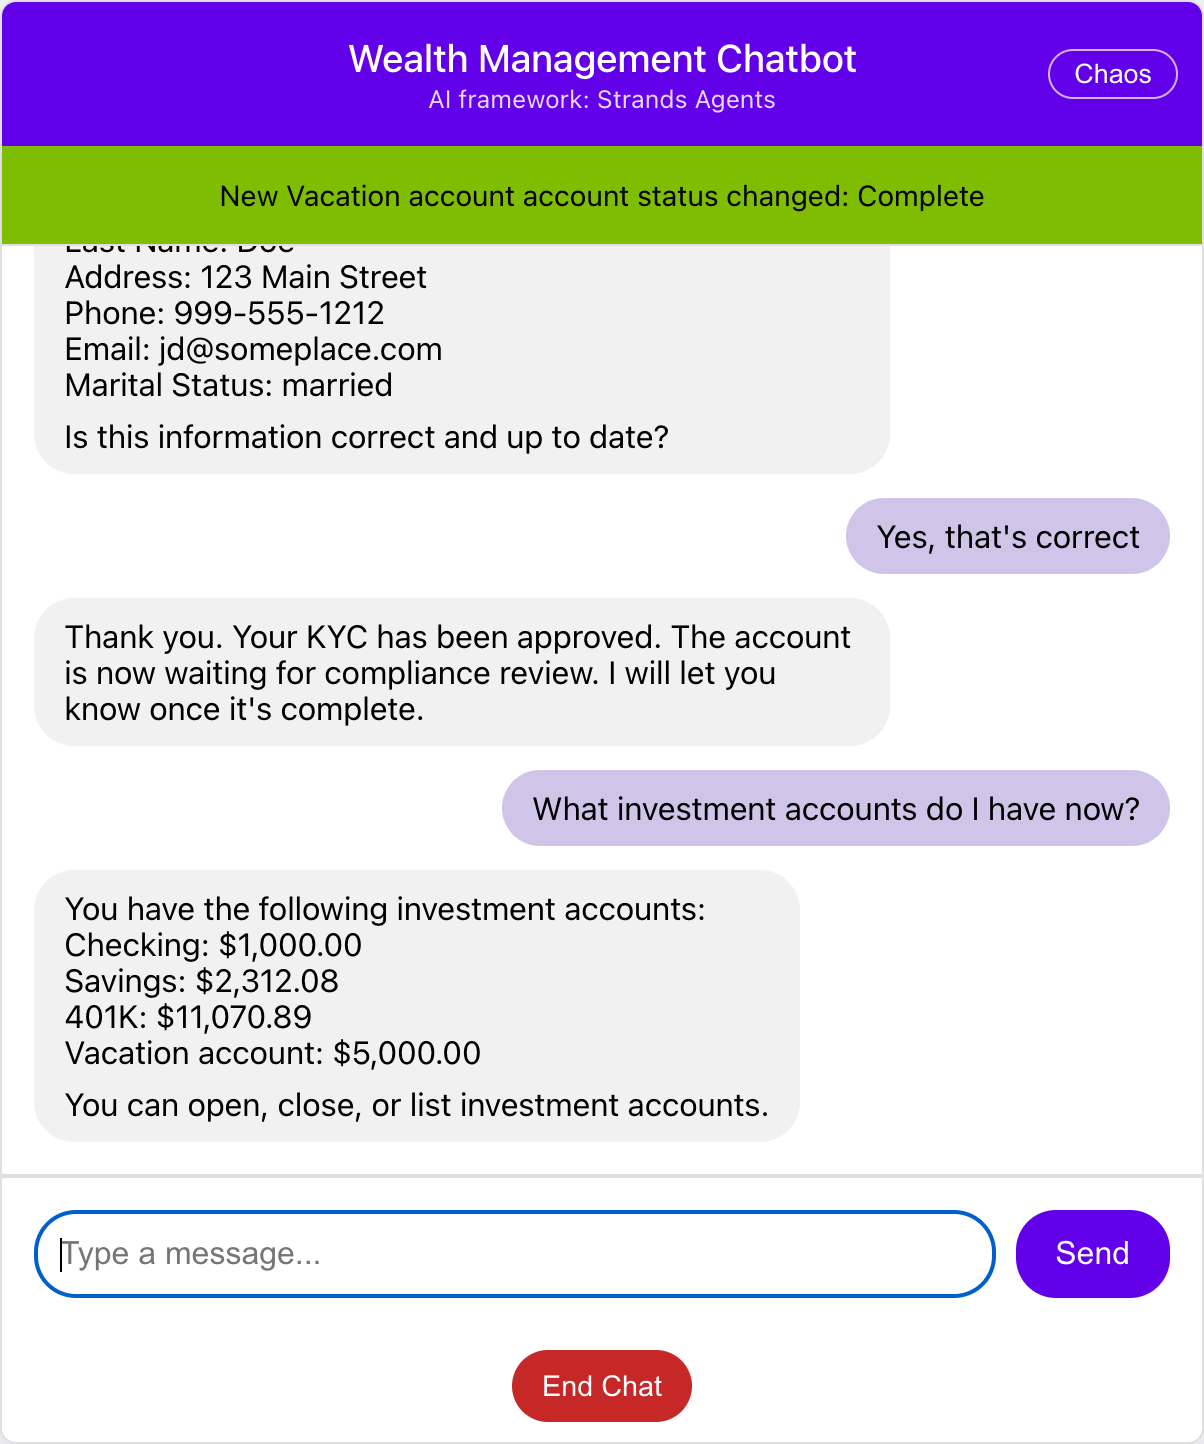 Wealth Management Chatbot
AI framework: Strands Agents
Chaos
New Vacation account account status changed: Complete
Last Name: Doe
Address: 123 Main Street
Phone: 999-555-1212
Email: jd@someplace.com
Marital Status: married
Is this information correct and up to date?
Yes, that's correct
Thank you. Your KYC has been approved. The account
is now waiting for compliance review. I will let you
know once it's complete.
What investment accounts do I have now?
You have the following investment accounts:
Checking: $1,000.00
Savings: $2,312.08
401K: $11,070.89
Vacation account: $5,000.00
You can open, close, or list investment accounts.
Type a message...
Send
End Chat